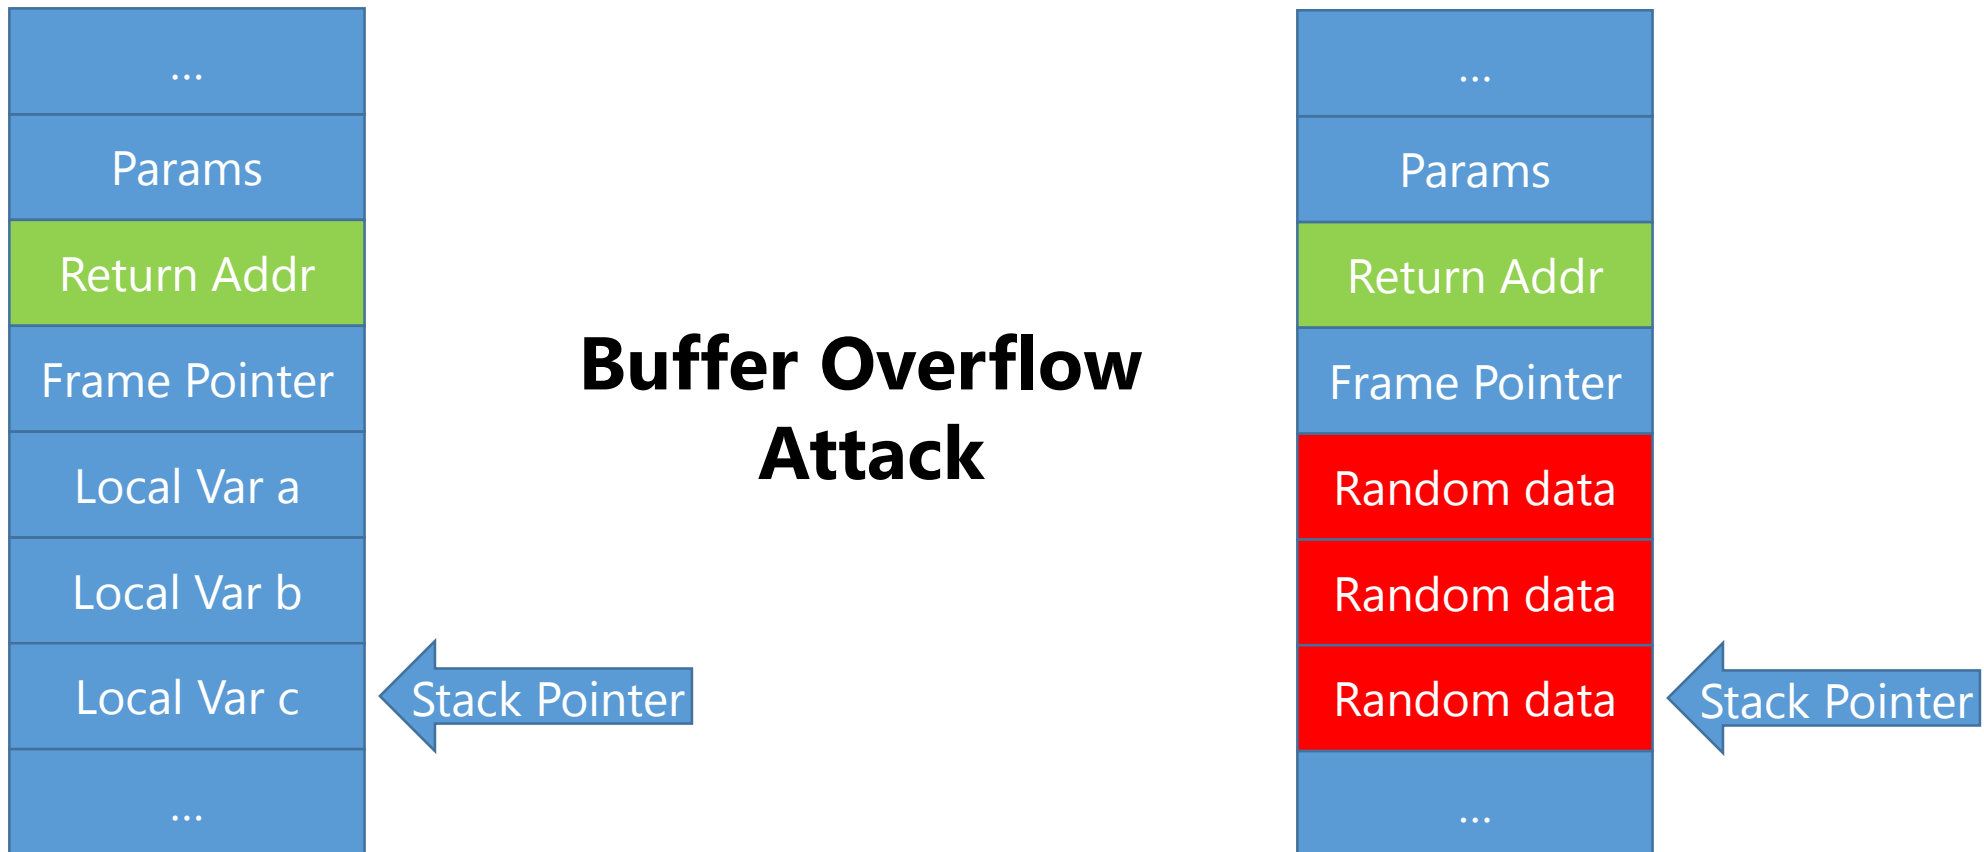 ...
Params
Return Addr
Frame Pointer
Local Var a
Local Var b
Local Var c
Stack Pointer
...
Buffer Overflow
Attack
...
Params
Return Addr
Frame Pointer
Random data
Random data
Random data
Stack Pointer
...